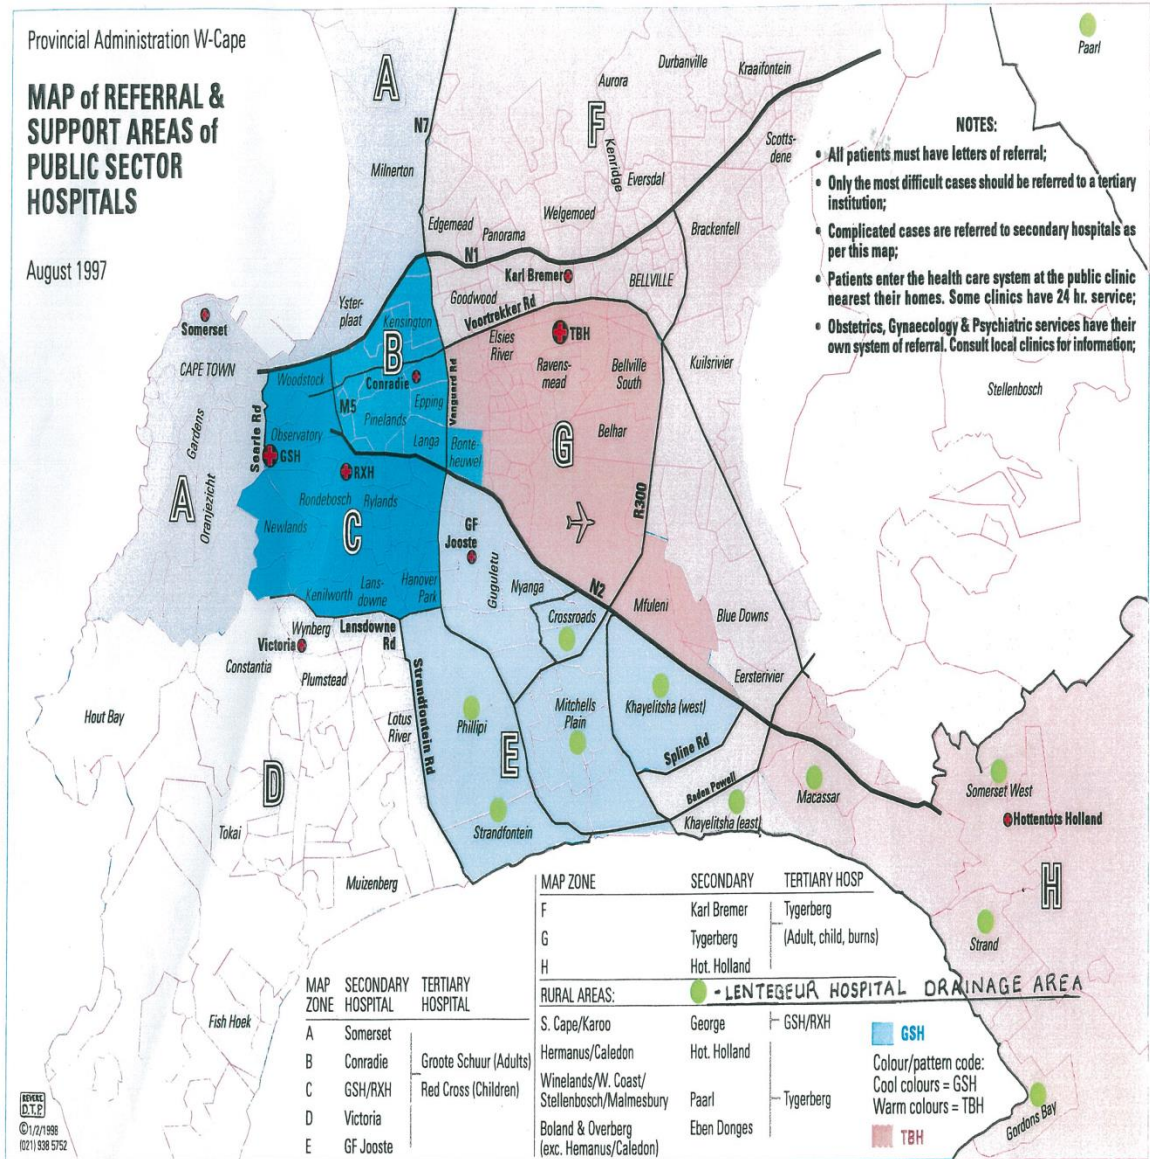 Provincial Administration W-Cape
MAP of REFERRAL &
SUPPORT AREAS of
PUBLIC SECTOR
HOSPITALS
August 1997
A
N7
Milnerton
F
Aurora
Durbanville
Kraaifontein
Kenridge
Eversdal
Scotts-
dene
Welgemoed
Edgemead
Panorama
N1
Brackenfell
Karl Bremer
BELLVILLE
Paarl
NOTES:
• All patients must have letters of referral;
• Only the most difficult cases should be referred to a tertiary
institution;
• Complicated cases are referred to secondary hospitals as
per this map;
• Patients enter the health care system at the public clinic
nearest their homes. Some clinics have 24 hr. service;
• Obstetrics, Gynaecology & Psychiatric services have their
own system of referral. Consult local clinics for information;
Somerset
CAPE TOWN
Gardens
Oranjezicht
A
Searle Rd
Yster-
plaat
Kensington
B
Woodstock
Conradie
M5
Pinelands
Epping
Langa
Vanguard Rd
Bonte-
heuwel
Goodwood
Voortrekker Rd
Elsies
River
TBH
Ravens-
mead
Bellville
South
Belhar
G
R300
Kuilsrivier
Stellenbosch
Observatory
GSH
RXH
Rondebosch
Rylands
Newlands
C
Kenilworth
Lans-
downe
Hanover
Park
GF
Jooste
Guguletu
Nyanga
N2
Crossroads
Mfuleni
Blue Downs
Eersterivier
Wynberg
Lansdowne
Rd
Victoria
Constantia
Plumstead
Hout Bay
Lotus
River
Strandfontein Rd
D
Tokai
Muizenberg
Fish Hoek
Phillipi
E
Strandfontein
Mitchells
Plain
Khayelitsha (west)
Spline Rd
Baden Powell
Khayelitsha (east)
Macassar
Somerset West
Hottentots Holland
H
Strand
Gordons Bay
MAP ZONE SECONDARY TERTIARY HOSP
F Karl Bremer Tygerberg
G Tygerberg (Adult, child, burns)
H Hot. Holland
RURAL AREAS: - LENTEGEUR HOSPITAL DRAINAGE AREA
S. Cape/Karoo George GSH/RXH
Hermanus/Caledon Hot. Holland
Winelands/W. Coast/
Stellenbosch/Malmesbury Paarl Tygerberg
Boland & Overberg Eben Donges
(exc. Hemanus/Caledon)
GSH
Colour/pattern code:
Cool colours = GSH
Warm colours = TBH
TBH
MAP SECONDARY TERTIARY
ZONE HOSPITAL HOSPITAL
A Somerset
B Conradie Groote Schuur (Adults)
C GSH/RXH Red Cross (Children)
D Victoria
E GF Jooste
REVERE
D.T.P.
©1/2/1998
(021) 938 5752